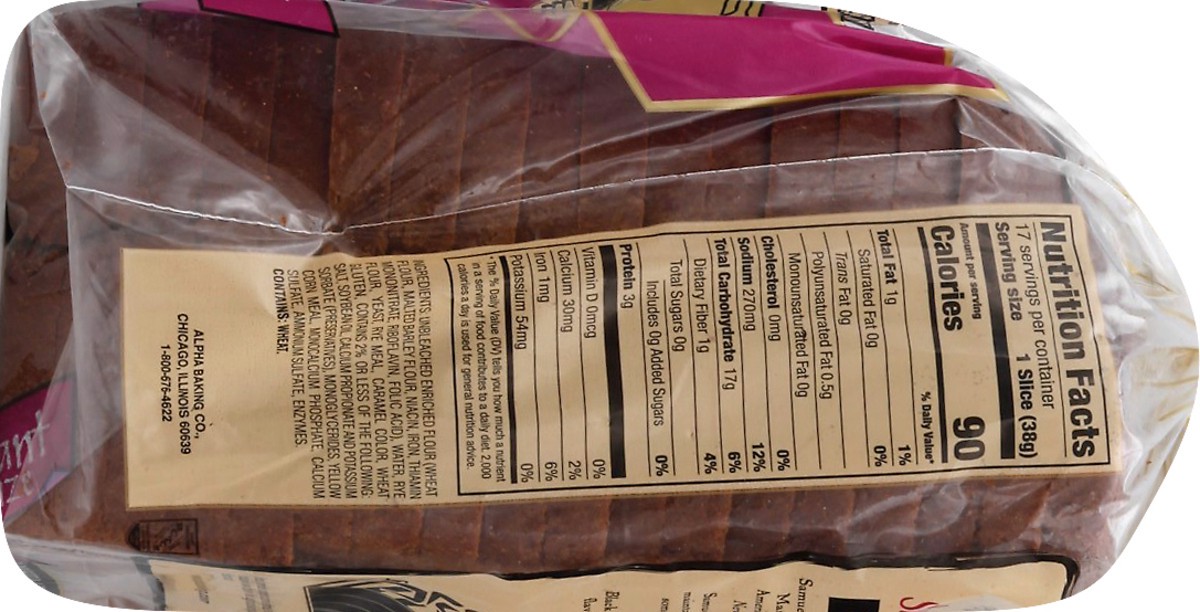 Nutrition Facts
17 servings per container
Serving size 1 Slice (38g)
Amount per serving
Calories 90
% Daily Value*
Total Fat 1g 1%
Saturated Fat 0g 0%
Trans Fat 0g
Polyunsaturated Fat 0.5g
Monounsaturated Fat 0g
Cholesterol 0mg 0%
Sodium 270mg 12%
Total Carbohydrate 17g 6%
Dietary Fiber 1g 4%
Total Sugars 0g
Includes 0g Added Sugars 0%
Protein 3g
Vitamin D 0mcg 0%
Calcium 30mg 2%
Iron 1mg 6%
Potassium 54mg 0%
*The % Daily Value (DV) tells you how much a nutrient
in a serving of food contributes to a daily diet. 2,000
calories a day is used for general nutrition advice.
INGREDIENTS: UNBLEACHED ENRICHED FLOUR (WHEAT
FLOUR, MALTED BARLEY FLOUR, NIACIN, IRON, THIAMIN
MONONITRATE, RIBOFLAVIN, FOLIC ACID), WATER, RYE
FLOUR, YEAST, RYE MEAL, CARAMEL COLOR, WHEAT
GLUTEN, CONTAINS 2% OR LESS OF THE FOLLOWING:
SALT, SOYBEAN OIL, CALCIUM PROPIONATE AND POTASSIUM
SORBATE (PRESERVATIVES), MONOGLYCERIDES, YELLOW
CORN MEAL, MONOCALCIUM PHOSPHATE, CALCIUM
SULFATE, AMMONIUM SULFATE, ENZYMES.
CONTAINS: WHEAT.
ALPHA BAKING CO.,
CHICAGO, ILLINOIS 60639
1-800-676-4622